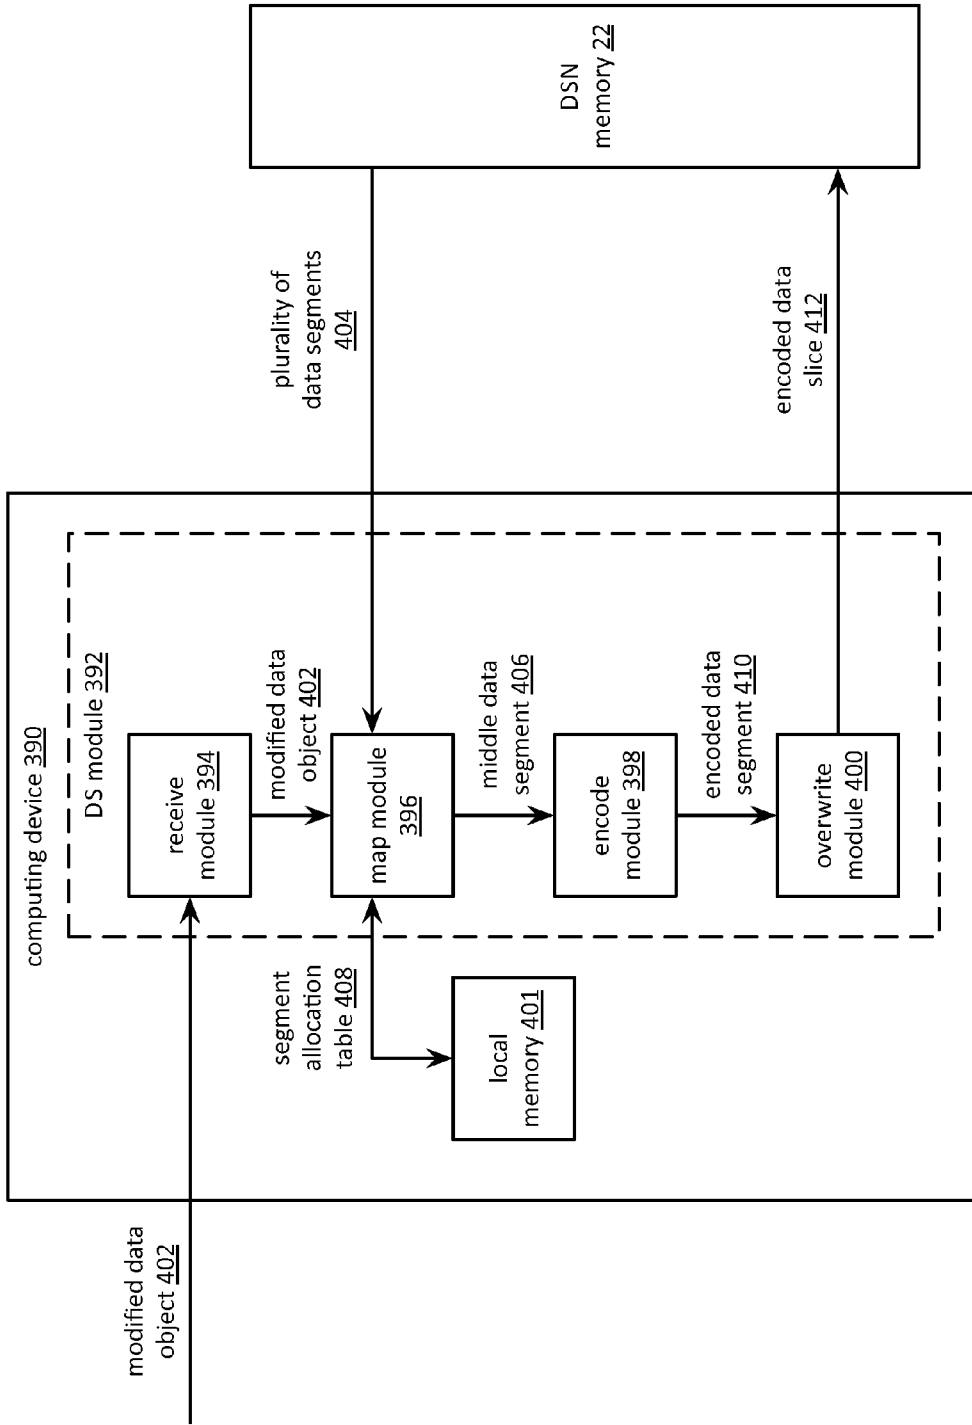 computing device 390
DS module 392
modified data
object 402
receive
module 394
modified data
object 402
segment
allocation
table 408
map module
396
plurality of
data segments
404
DSN
memory 22
local
memory 401
middle data
segment 406
encode
module 398
encoded data
segment 410
overwrite
module 400
encoded data
slice 412